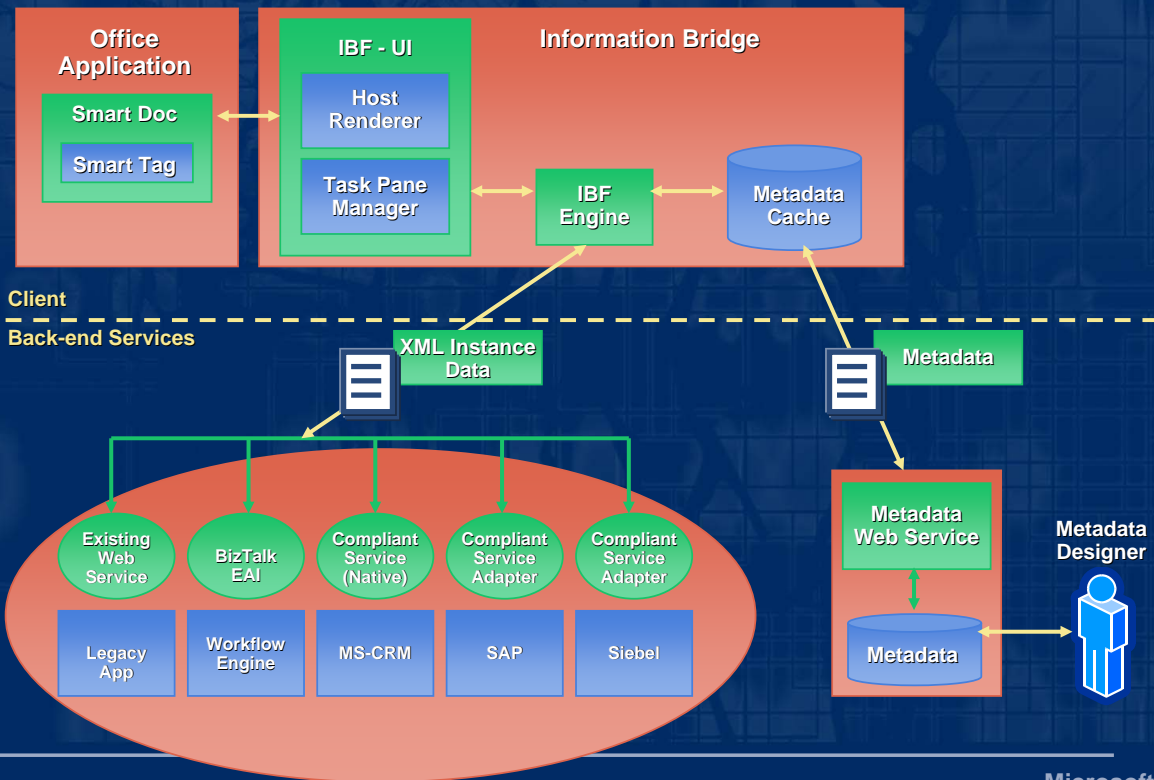 Office
Application
Smart Doc
Smart Tag
IBF - UI
Host
Renderer
Task Pane
Manager
Information Bridge
IBF
Engine
Metadata
Cache
Client
Back-end Services
XML Instance
Data
Metadata
Existing
Web
Service
BizTalk
EAI
Compliant
Service
(Native)
Compliant
Service
Adapter
Compliant
Service
Adapter
Legacy
App
Workflow
Engine
MS-CRM
SAP
Siebel
Metadata
Web Service
Metadata
Metadata
Designer
Microsoft